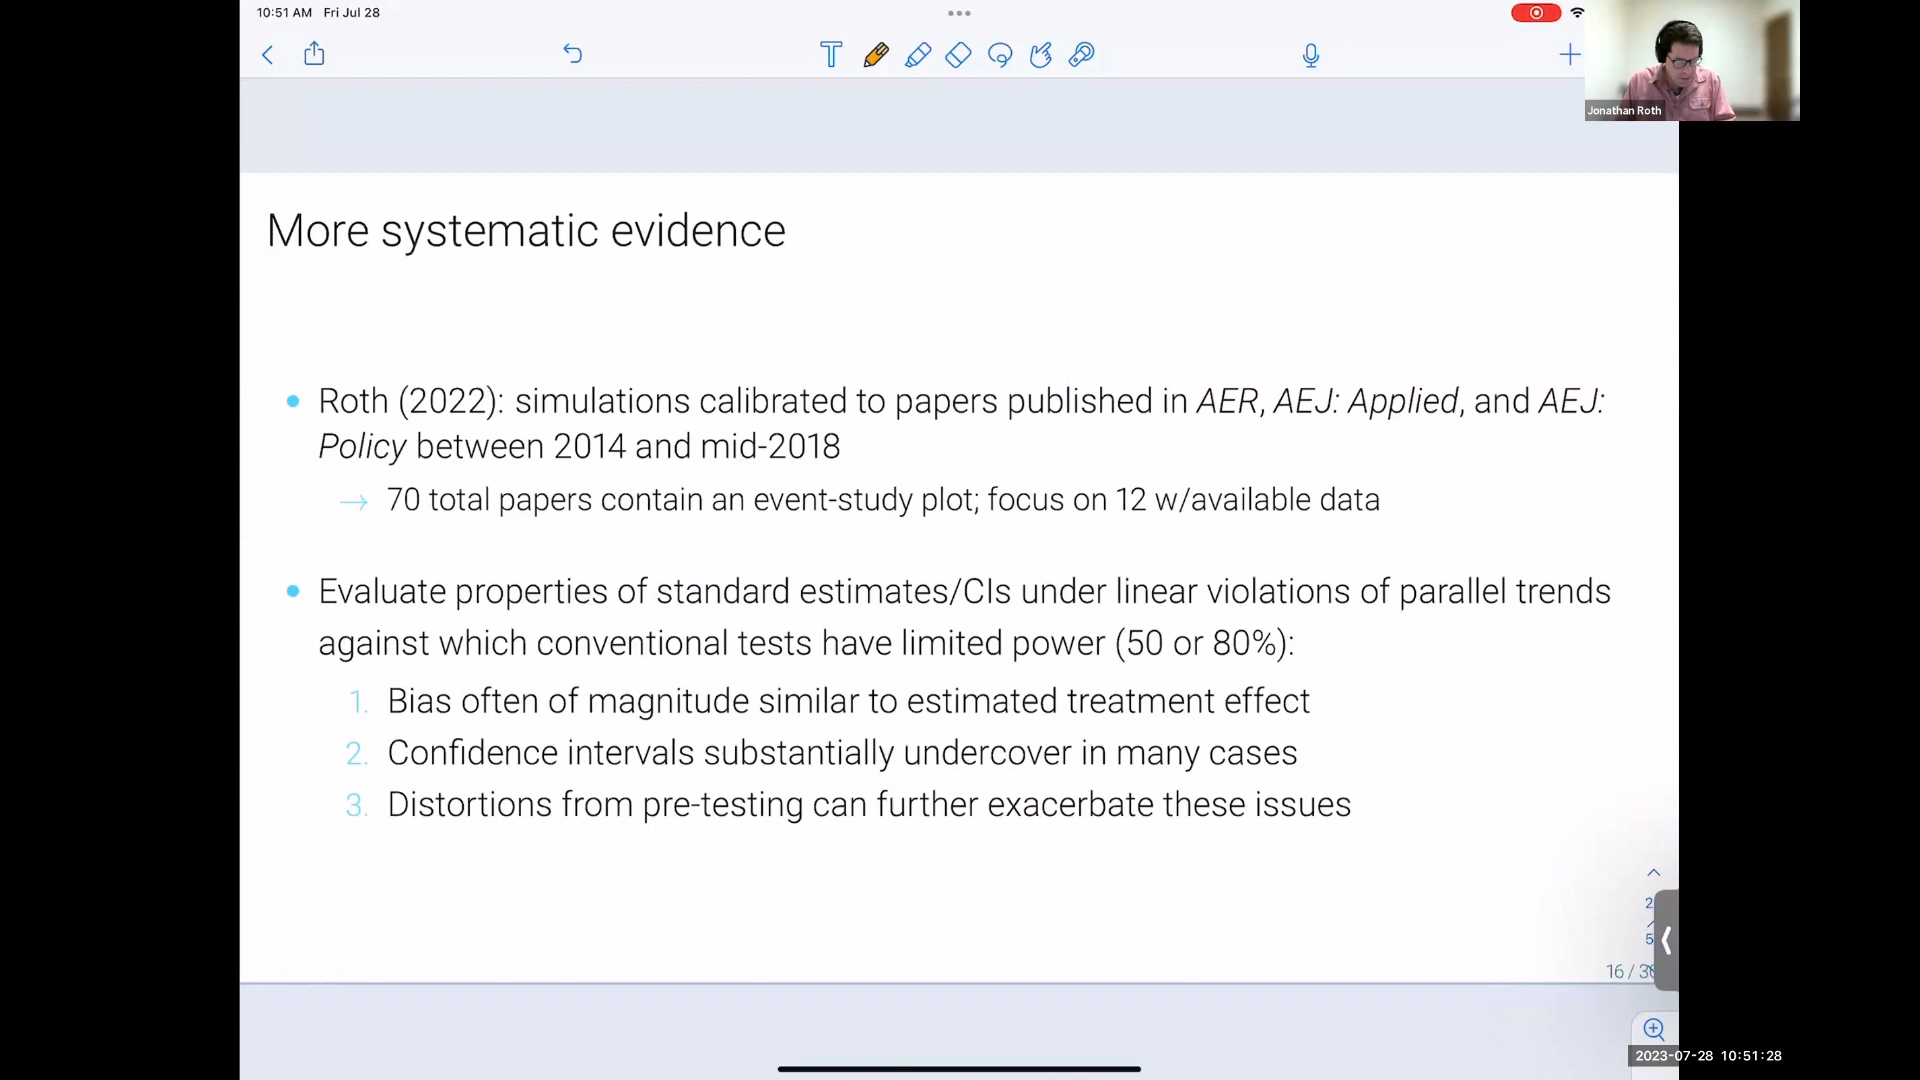 10:51 AM Fri Jul 28
T
Jonathan Roth
More systematic evidence
Roth (2022): simulations calibrated to papers published in AER, AEJ: Applied, and AEJ:
Policy between 2014 and mid-2018
→ 70 total papers contain an event-study plot; focus on 12 w/available data
Evaluate properties of standard estimates/CIs under linear violations of parallel trends
against which conventional tests have limited power (50 or 80%):
1. Bias often of magnitude similar to estimated treatment effect
2. Confidence intervals substantially undercover in many cases
3. Distortions from pre-testing can further exacerbate these issues
16 /
2023-07-28 10:51:28